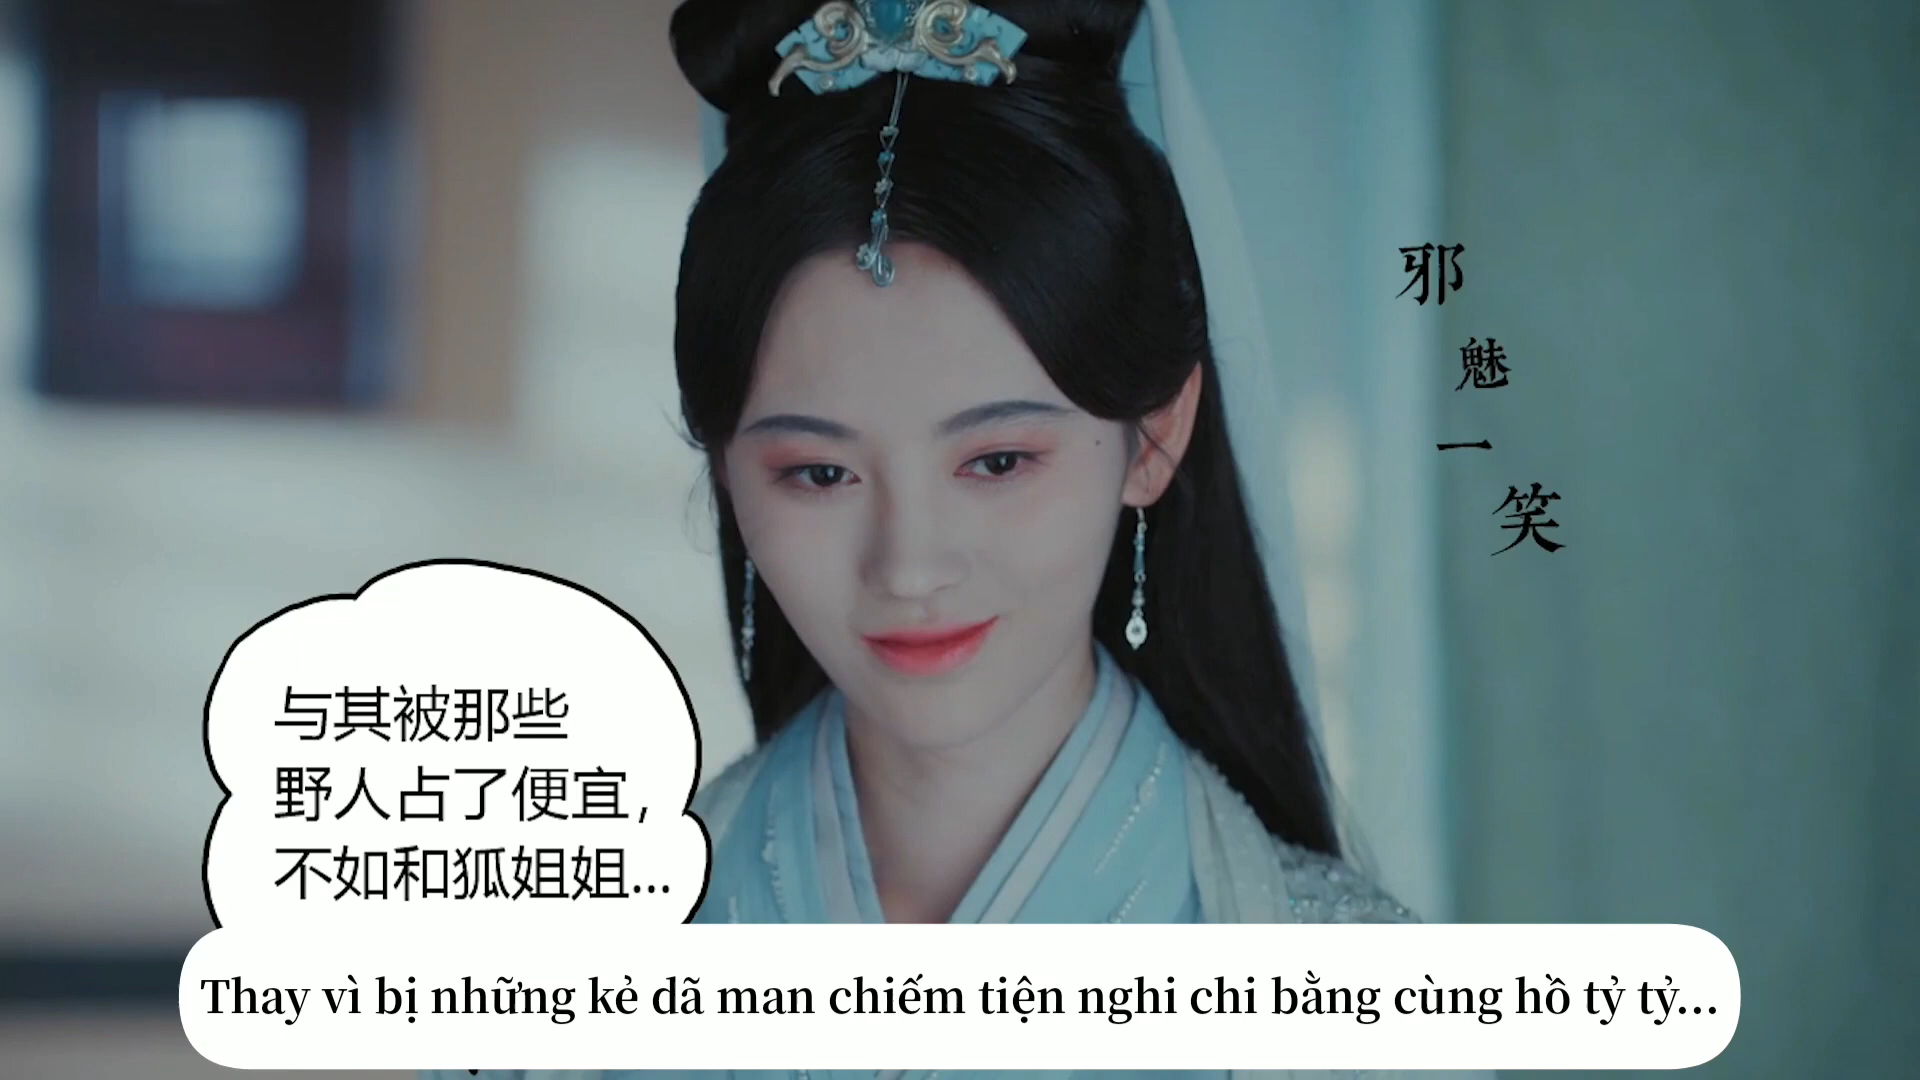 邪魅一笑
与其被那些
野人占了便宜，
不如和狐姐姐...
Thay vì bị những kẻ dã man chiếm tiện nghi chi bằng cùng hồ tỷ tỷ...